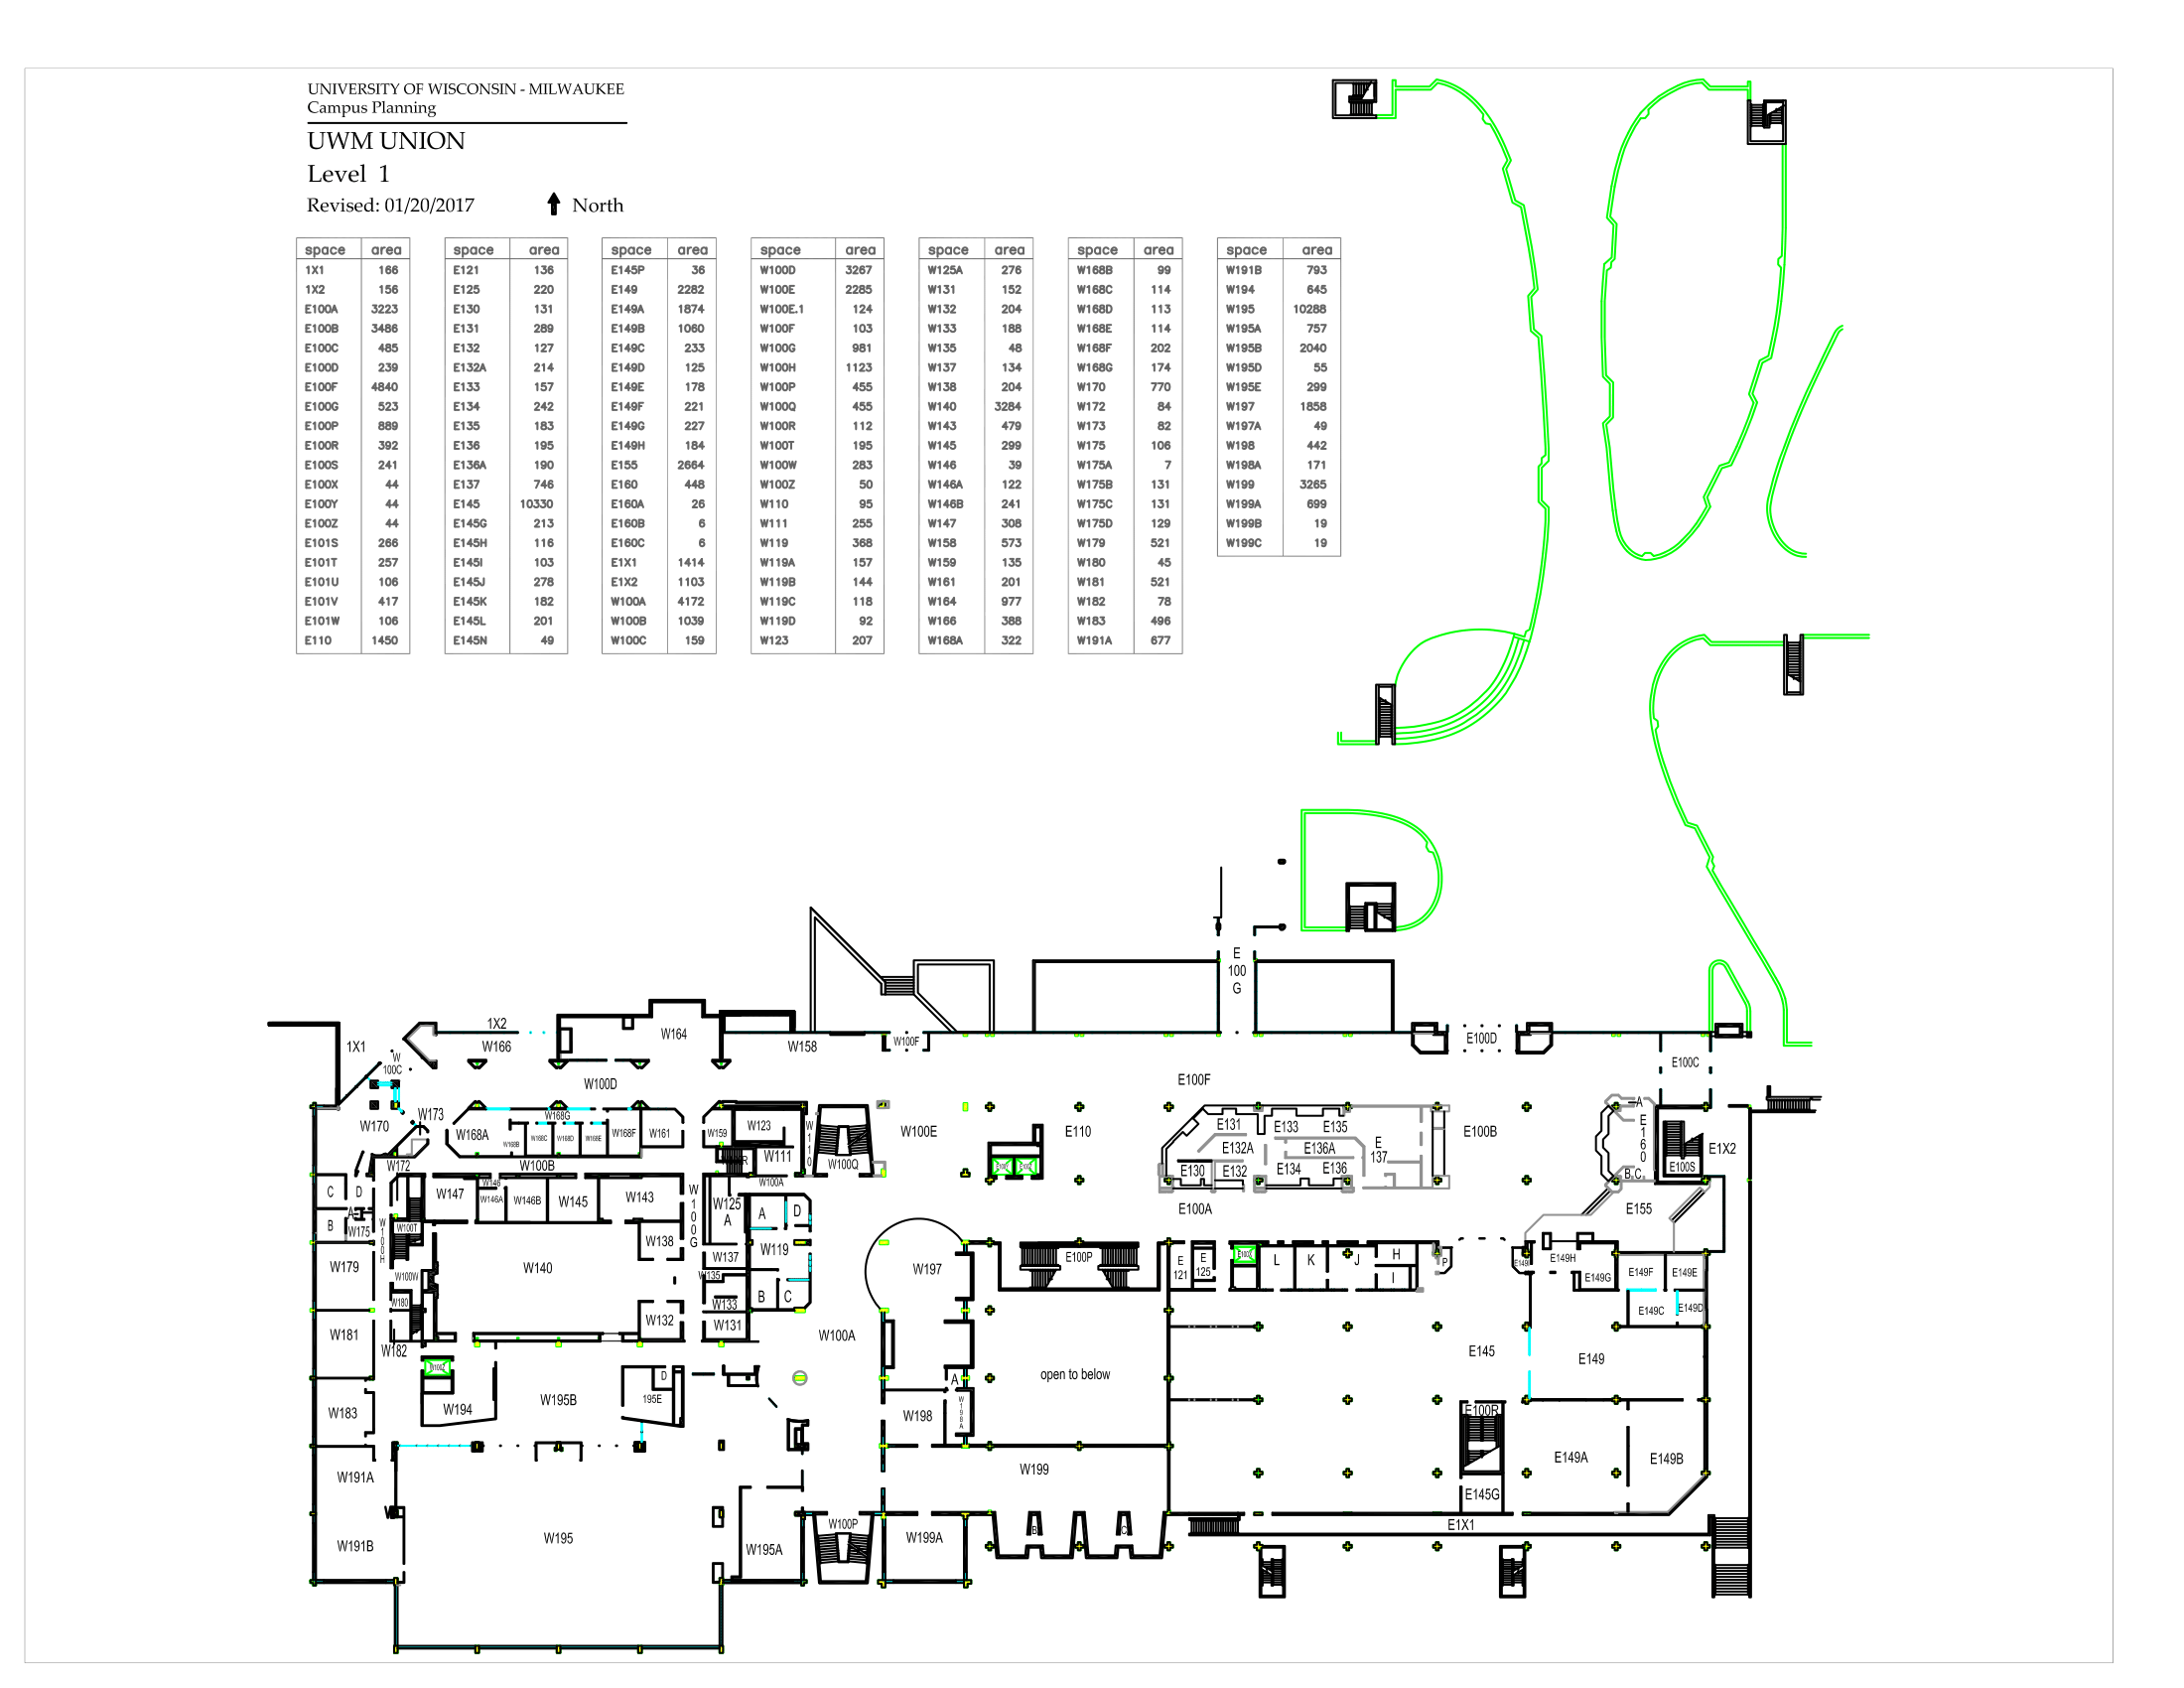 UNIVERSITY OF WISCONSIN - MILWAUKEE
Campus Planning
UWM UNION
Level 1
Revised: 01/20/2017 North
space area
1X1 166
1X2 156
E100A 3223
E100B 3486
E100C 485
E100D 239
E100F 4840
E100G 523
E100P 889
E100R 392
E100S 241
E100X 44
E100Y 44
E100Z 44
E101S 266
E101T 257
E101U 106
E101V 417
E101W 106
E110 1450
space area
E121 136
E125 220
E130 131
E131 289
E132 127
E132A 214
E133 157
E134 242
E135 183
E136 195
E136A 190
E137 746
E145 10330
E145G 213
E145H 116
E145I 103
E145J 278
E145K 182
E145L 201
E145N 49
space area
E145P 36
E149 2282
E149A 1874
E149B 1060
E149C 233
E149D 125
E149E 178
E149F 221
E149G 227
E149H 184
E155 2664
E160 448
E160A 26
E160B 6
E160C 6
E1X1 1414
E1X2 1103
W100A 4172
W100B 1039
W100C 159
space area
W100D 3267
W100E 2285
W100E.1 124
W100F 103
W100G 981
W100H 1123
W100P 455
W100Q 455
W100R 112
W100T 195
W100W 283
W100Z 50
W110 95
W111 255
W119 368
W119A 157
W119B 144
W119C 118
W119D 92
W123 207
space area
W125A 276
W131 152
W132 204
W133 188
W135 48
W137 134
W138 204
W140 3284
W143 479
W145 299
W146 39
W146A 122
W146B 241
W147 308
W158 573
W159 135
W161 201
W164 977
W166 388
W168A 322
space area
W168B 99
W168C 114
W168D 113
W168E 114
W168F 202
W168G 174
W170 770
W172 84
W173 82
W175 106
W175A 7
W175B 131
W175C 131
W175D 129
W179 521
W180 45
W181 521
W182 78
W183 496
W191A 677
space area
W191B 793
W194 645
W195 10288
W195A 757
W195B 2040
W195D 55
W195E 299
W197 1858
W197A 49
W198 442
W198A 171
W199 3265
W199A 699
W199B 19
W199C 19
E
100
G
1X2
W164
1X1
W166
W158
W100F
E100D
W
100C
E100C
W100D
E100F
W173
W168G
A
W170
W168A
W168B
W168C
W168D
W168E
W168F
W161
W159
W123
W110
W100E
E110
E131
E133
E135
E100B
E160
E132A
E136A
E
137
E1X2
W172
W100B
W111
W100Q
E130
E132
E134
E136
E100S
B C
C
D
W147
W146
W146A
W146B
W145
W143
W100G
W125
A
W100A
A
D
E100A
E155
B
A
W175
W100H
W100T
W138
W119
W137
W179
W100W
W140
W135
W197
E100P
E
121
E
125
L
K
J
H
I
P
E149H
E149G
E149F
E149E
W180
W133
B
C
E149C
E149D
W181
W132
W131
W100A
W182
E145
E149
open to below
D
A
W183
W194
W195B
195E
W198
W198A
E100R
W191A
W199
E149A
E149B
E145G
W191B
W195
W195A
W100P
W199A
B
C
E1X1